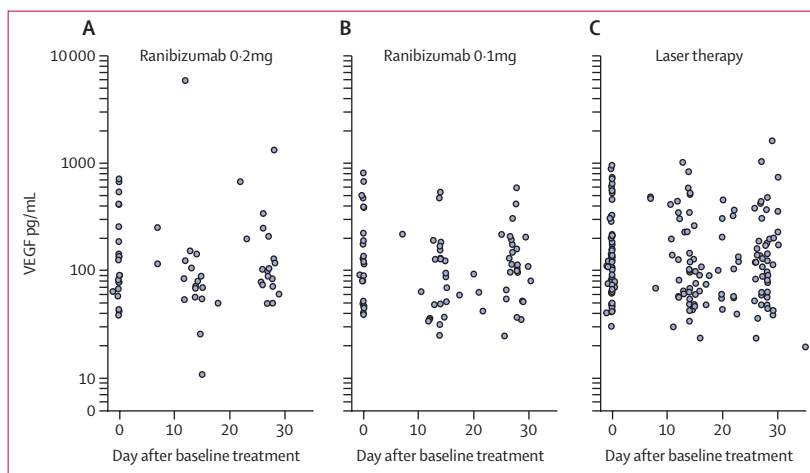 A
B
C
Ranibizumab 0·2mg
Ranibizumab 0·1mg
Laser therapy
10 000
1000
100
10
0
VEGF pg/mL
0 10 20 30
0 10 20 30
0 10 20 30
Day after baseline treatment
Day after baseline treatment
Day after baseline treatment